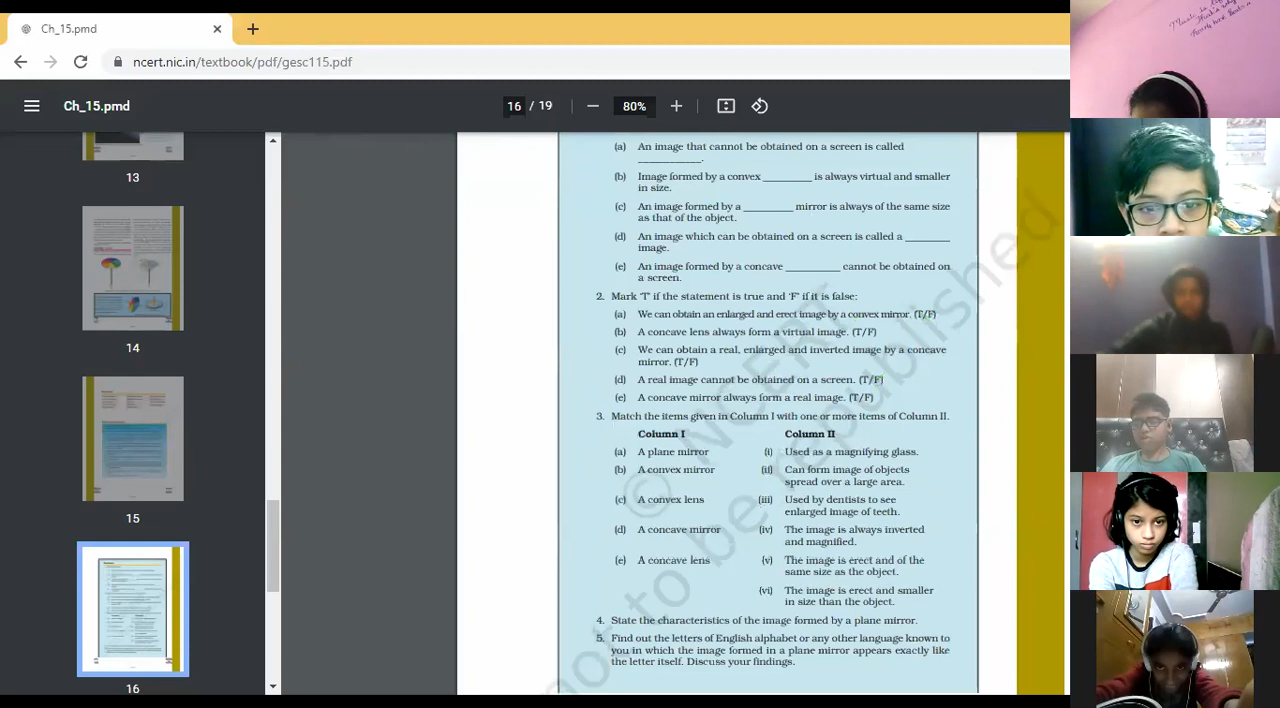 Ch_15.pmd
ncert.nic.in/textbook/pdf/gesc115.pdf
Ch_15.pmd
16 / 19
80%
13
14
15
16
(a) An image that cannot be obtained on a screen is called
____________.
(b) Image formed by a convex __________ is always virtual and smaller
in size.
(c) An image formed by a __________ mirror is always of the same size
as that of the object.
(d) An image which can be obtained on a screen is called a _________
image.
(e) An image formed by a concave ___________ cannot be obtained on
a screen.
2. Mark 'T' if the statement is true and 'F' if it is false:
(a) We can obtain an enlarged and erect image by a convex mirror. (T/F)
(b) A concave lens always form a virtual image. (T/F)
(c) We can obtain a real, enlarged and inverted image by a concave
mirror. (T/F)
(d) A real image cannot be obtained on a screen. (T/F)
(e) A concave mirror always form a real image. (T/F)
3. Match the items given in Column I with one or more items of Column II.
Column I Column II
(a) A plane mirror (i) Used as a magnifying glass.
(b) A convex mirror (ii) Can form image of objects
spread over a large area.
(c) A convex lens (iii) Used by dentists to see
enlarged image of teeth.
(d) A concave mirror (iv) The image is always inverted
and magnified.
(e) A concave lens (v) The image is erect and of the
same size as the object.
(vi) The image is erect and smaller
in size than the object.
4. State the characteristics of the image formed by a plane mirror.
5. Find out the letters of English alphabet or any other language known to
you in which the image formed in a plane mirror appears exactly like
the letter itself. Discuss your findings.
© NCERT
not to be republished